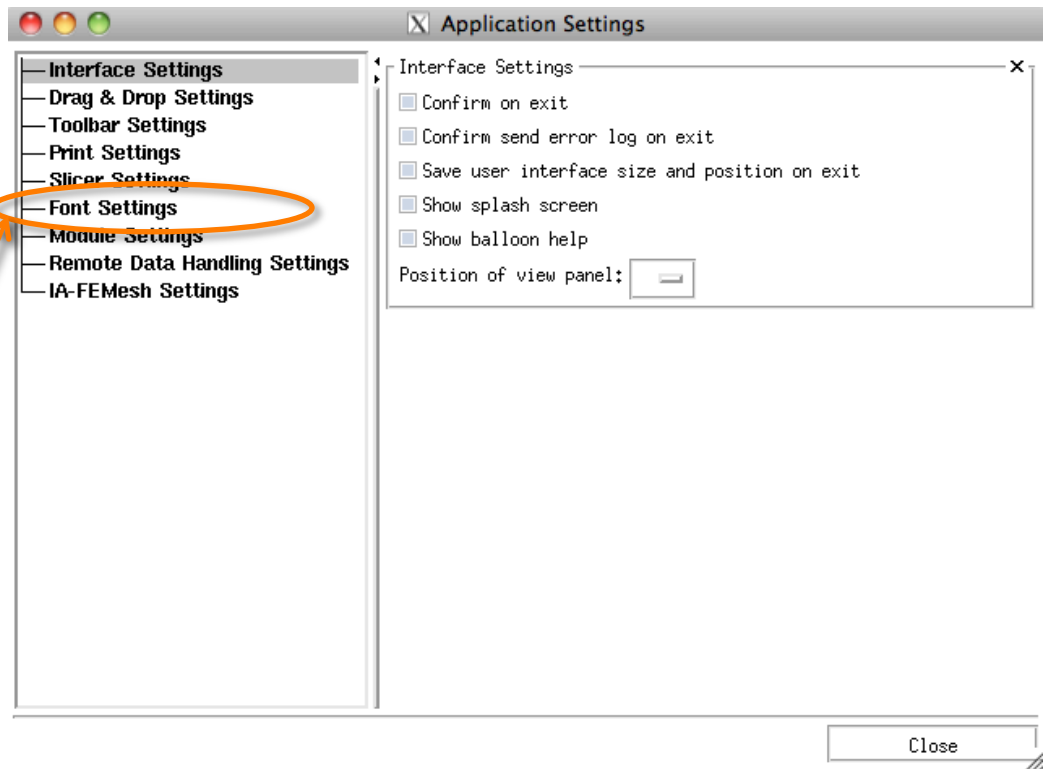 X Application Settings
Interface Settings
Drag & Drop Settings
Toolbar Settings
Print Settings
Slicer Settings
Font Settings
Module Settings
Remote Data Handling Settings
IA-FEMesh Settings
Interface Settings
Confirm on exit
Confirm send error log on exit
Save user interface size and position on exit
Show splash screen
Show balloon help
Position of view panel:
Close